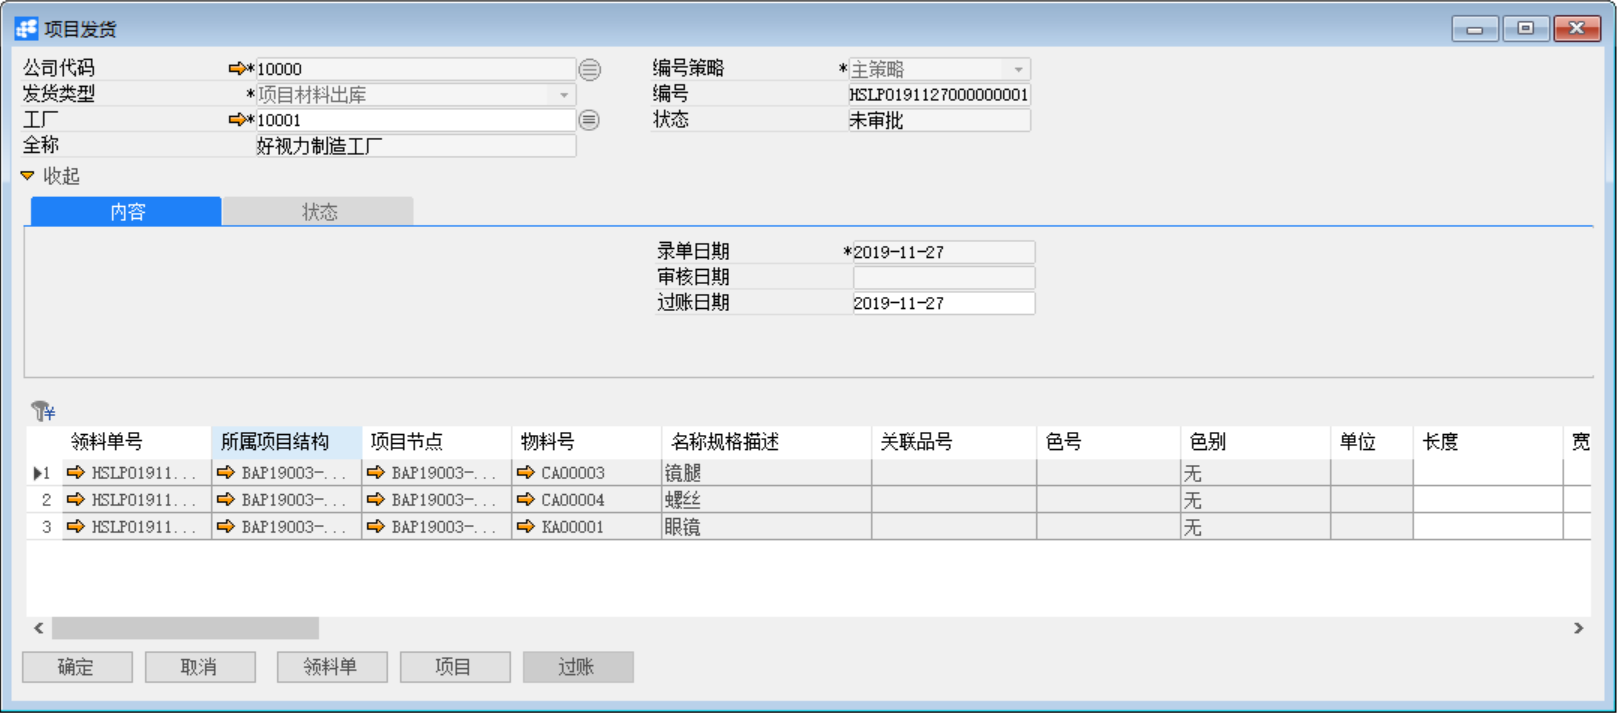 项目发货
公司代码 *10000 编号策略 *主策略
发货类型 *项目材料出库 编号 HSLP0191127000000001
工厂 *10001 状态 未审批
全称 好视力制造工厂
收起
内容 状态
录单日期 *2019-11-27
审核日期
过账日期 2019-11-27
领料单号 所属项目结构 项目节点 物料号 名称规格描述 关联品号 色号 色别 单位 长度 宽
1 HSLP01911... BAP19003-... BAP19003-... CA00003 镜腿 无
2 HSLP01911... BAP19003-... BAP19003-... CA00004 螺丝 无
3 HSLP01911... BAP19003-... BAP19003-... KA00001 眼镜 无
确定 取消 领料单 项目 过账